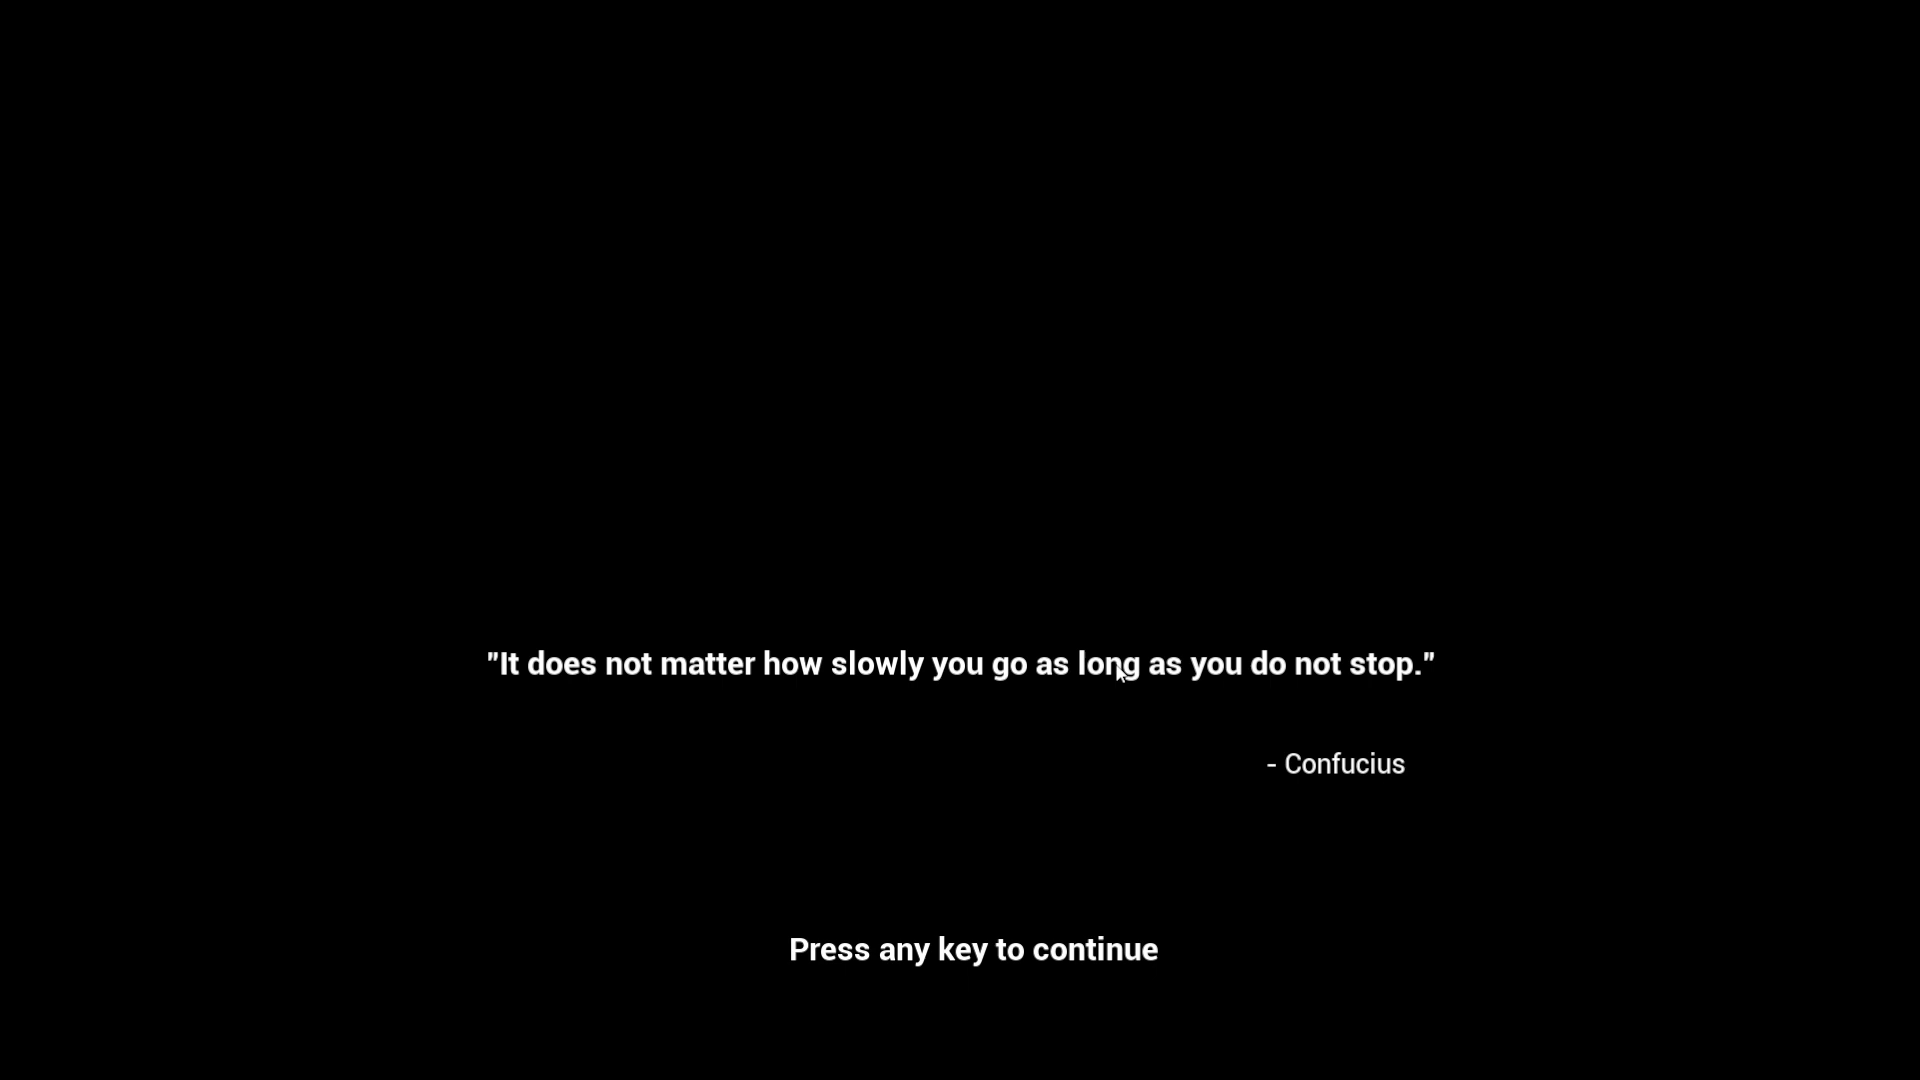 "It does not matter how slowly you go as long as you do not stop."
- Confucius
Press any key to continue